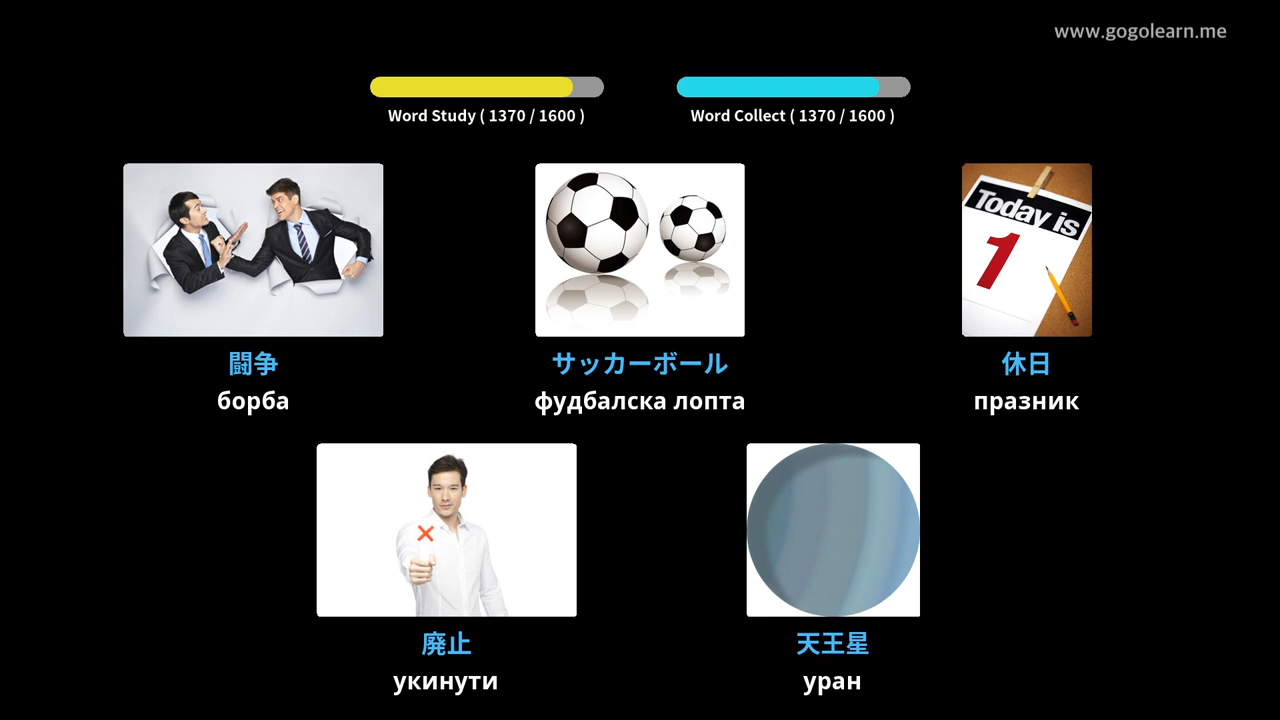 www.gogolearn.me
Word Study ( 1370 / 1600 )
Word Collect ( 1370 / 1600 )
Today is
1
闘争
サッカーボール
休日
борба
фудбалска лопта
празник
廃止
天王星
укинути
уран